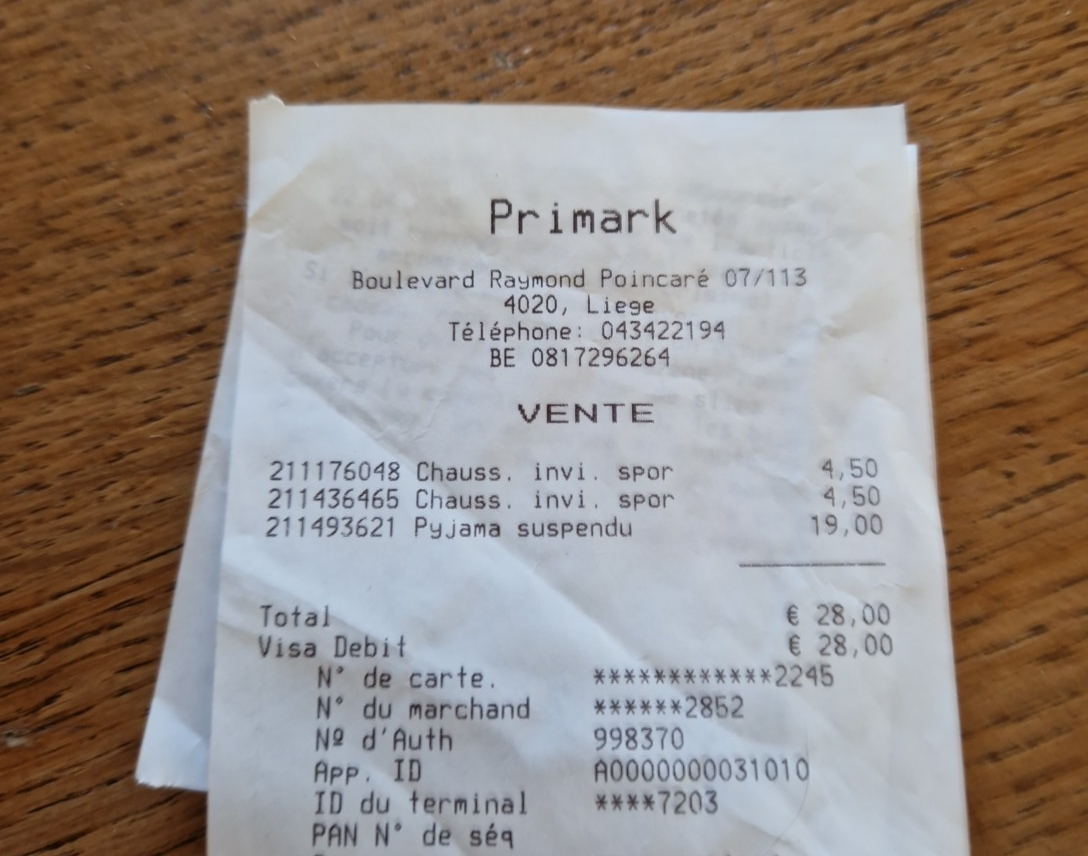 Primark
Boulevard Raymond Poincaré 07/113
4020, Liege
Téléphone: 043422194
BE 0817296264
VENTE
211176048 Chauss. invi. spor 4,50
211436465 Chauss. invi. spor 4,50
211493621 Pyjama suspendu 19,00
Total € 28,00
Visa Debit € 28,00
N° de carte. ************2245
N° du marchand ******2852
Nº d'Auth 998370
App. ID A0000000031010
ID du terminal ****7203
PAN N° de séq